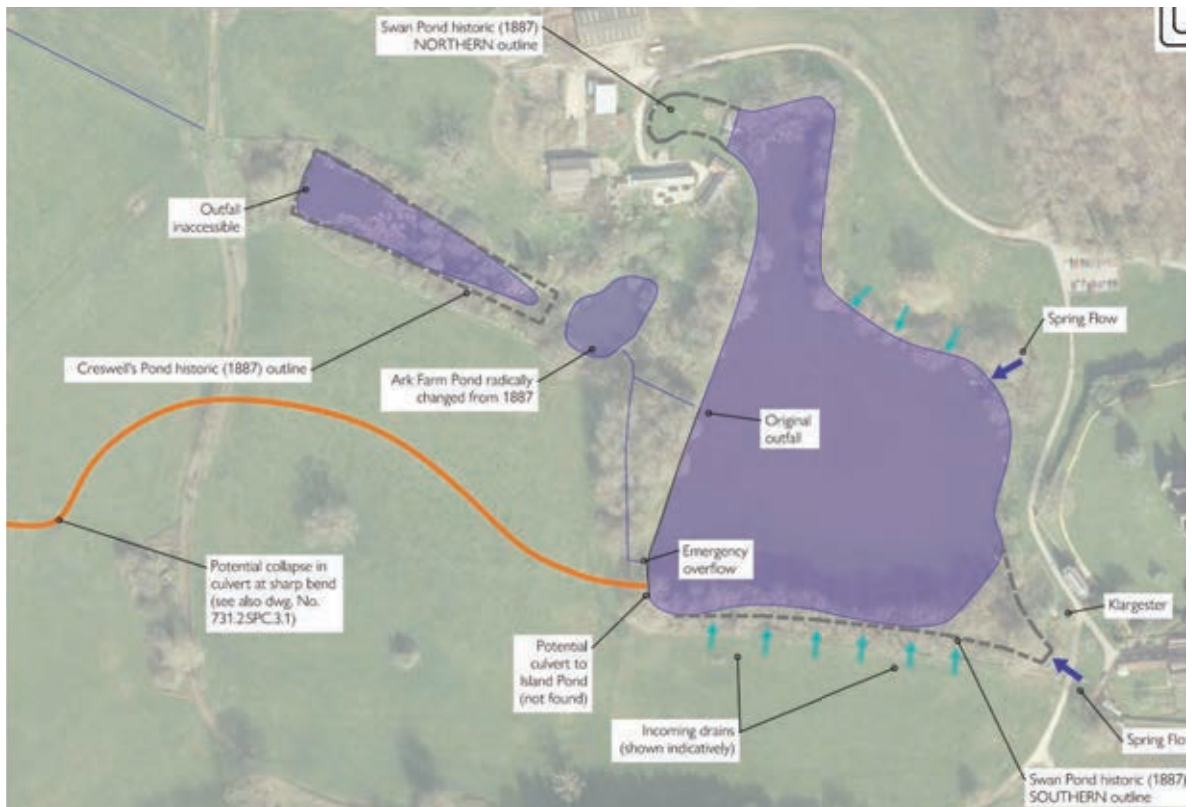 Swan Pond historic (1887)
NORTHERN outline
Outfall
inaccessible
Creswell's Pond historic (1887) outline
Ark Farm Pond radically
changed from 1887
Spring Flow
Original
outfall
Emergency
overflow
Potential collapse in
culvert at sharp bend
(see also dwg. No.
731.2.SPC.3.1)
Klargester
Potential
culvert to
Island Pond
(not found)
Incoming drains
(shown indicatively)
Spring Flo
Swan Pond historic (1887)
SOUTHERN outline